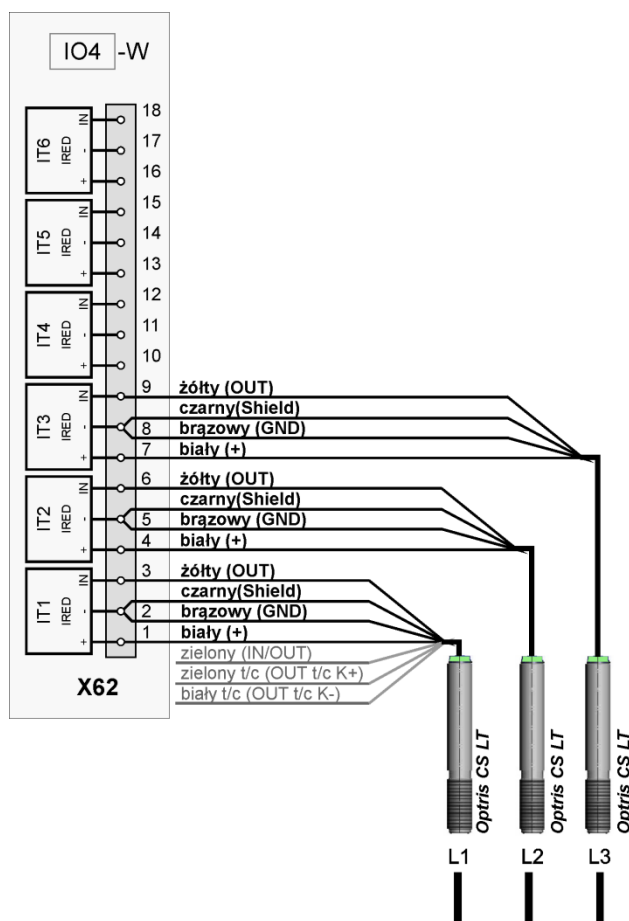 IO4 -W
IN 18
IT6 IRED - 17
+ 16
IN 15
IT5 IRED - 14
+ 13
IN 12
IT4 IRED - 11
+ 10
IN 9 żółty (OUT)
czarny(Shield)
IT3 IRED - 8 brązowy (GND)
+ 7 biały (+)
IN 6 żółty (OUT)
czarny(Shield)
IT2 IRED - 5 brązowy (GND)
+ 4 biały (+)
IN 3 żółty (OUT)
czarny(Shield)
IT1 IRED - 2 brązowy (GND)
+ 1 biały (+)
zielony (IN/OUT)
zielony t/c (OUT t/c K+)
biały t/c (OUT t/c K-)
X62
Optris CS LT
Optris CS LT
Optris CS LT
L1 L2 L3